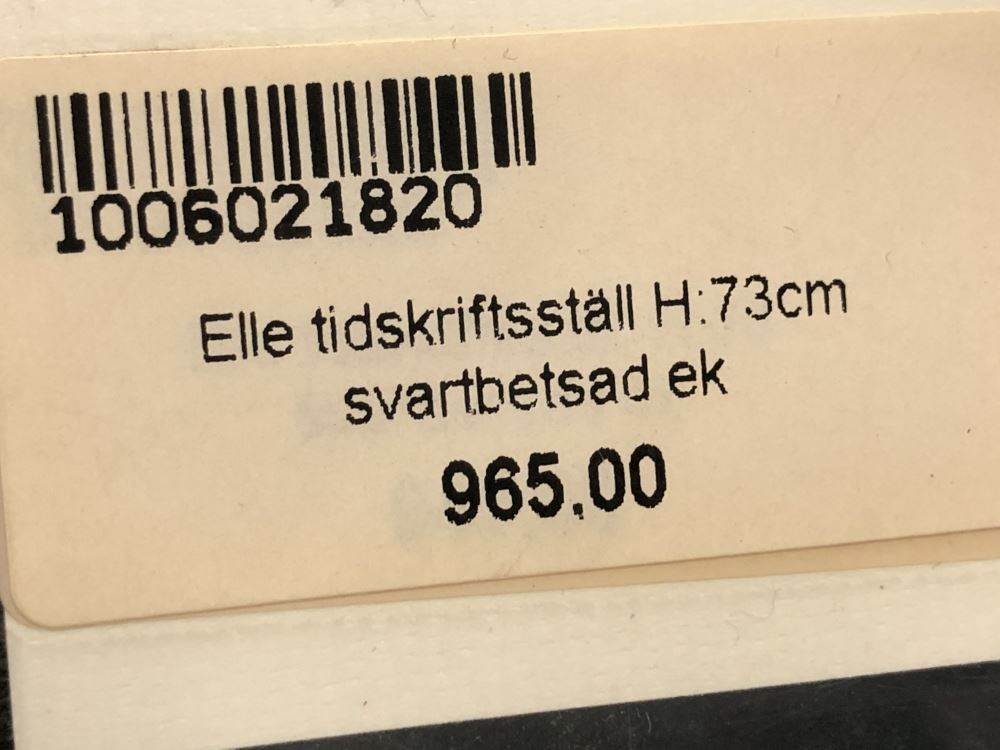 1006021820
Elle tidskriftsställ H:73cm
svartbetsad ek
965.00